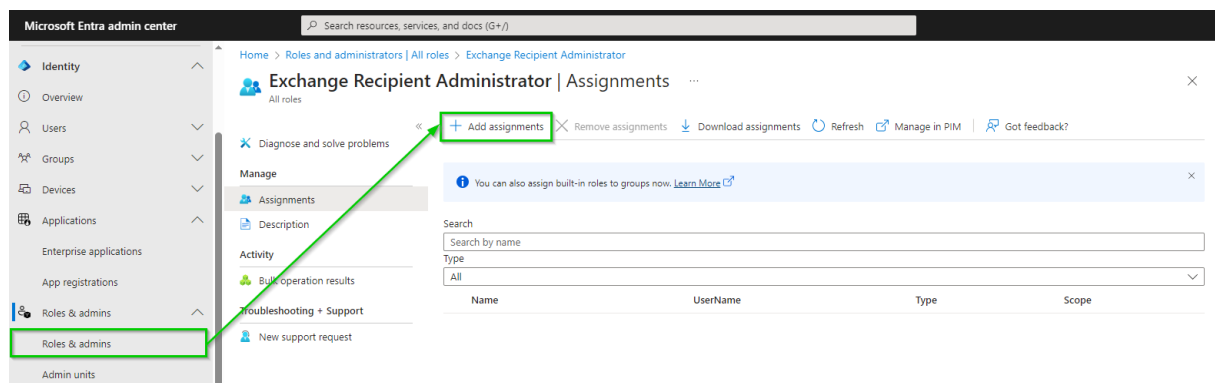 Microsoft Entra admin center
Search resources, services, and docs (G+/)
Identity
Overview
Users
Groups
Devices
Applications
Enterprise applications
App registrations
Roles & admins
Roles & admins
Admin units
Home > Roles and administrators | All roles > Exchange Recipient Administrator
Exchange Recipient Administrator | Assignments ...
All roles
Diagnose and solve problems
Manage
Assignments
Description
Activity
Bulk operation results
Troubleshooting + Support
New support request
Add assignments Remove assignments Download assignments Refresh Manage in PIM Got feedback?
You can also assign built-in roles to groups now. Learn More
Search
Search by name
Type
All
Name UserName Type Scope